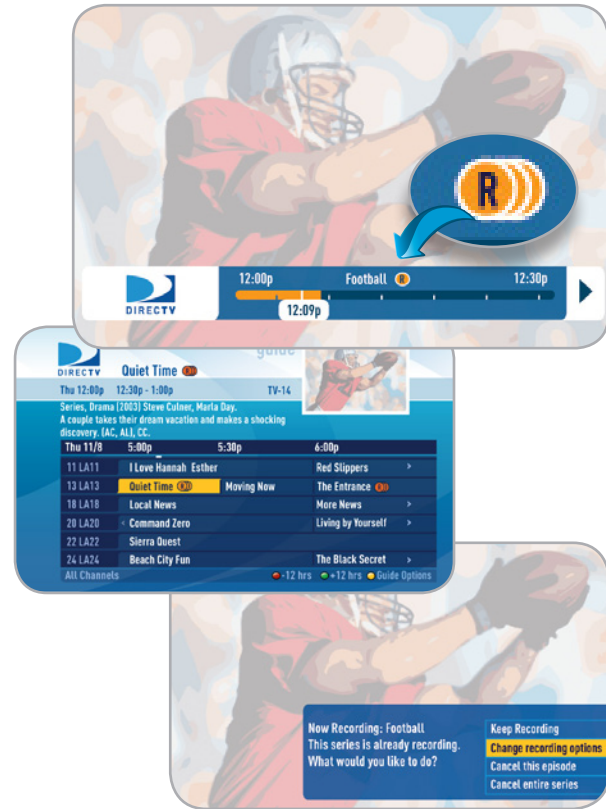 R
12:00p Football R 12:30p
DIRECTV
12:09p
guide
DIRECTV Quiet Time R
Thu 12:00p 12:30p - 1:00p TV-14
Series, Drama [2003] Steve Culner, Marla Day.
A couple takes their dream vacation and makes a shocking
discovery. (AC, AL), CC.
Thu 11/8 5:00p 5:30p 6:00p
11 LA11 I Love Hannah Esther Red Slippers >
13 LA13 Quiet Time R Moving Now The Entrance R
18 LA18 Local News More News >
20 LA20 < Command Zero Living by Yourself >
22 LA22 Sierra Quest
24 LA24 Beach City Fun The Black Secret >
All Channels -12 hrs +12 hrs Guide Options
Now Recording: Football
This series is already recording.
What would you like to do?
Keep Recording
Change recording options
Cancel this episode
Cancel entire series